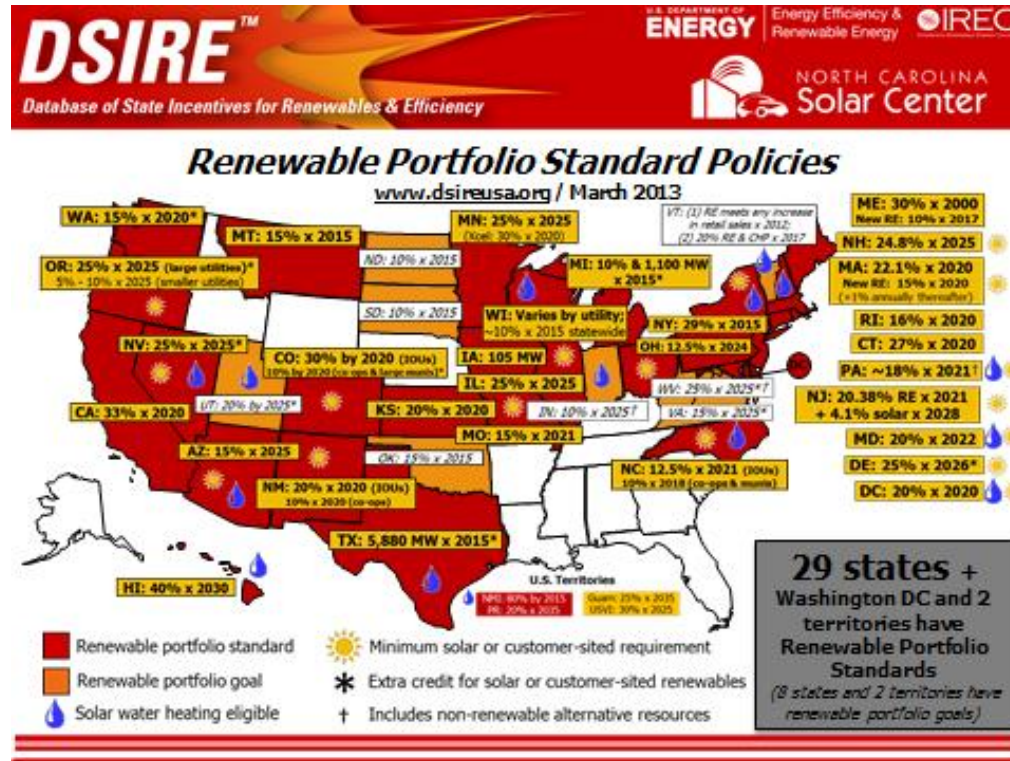 DSIRE™
Database of State Incentives for Renewables & Efficiency
U.S. DEPARTMENT OF
ENERGY
Energy Efficiency &
Renewable Energy
IREC
NORTH CAROLINA
Solar Center
Renewable Portfolio Standard Policies
www.dsireusa.org / March 2013
WA: 15% x 2020*
OR: 25% x 2025 (large utilities)*
5% - 10% x 2025 (smaller utilities)
MT: 15% x 2015
ND: 10% x 2015
SD: 10% x 2015
MN: 25% x 2025
(Xcel: 30% x 2020)
VT: (1) RE meets any increase
in retail sales x 2012;
(2) 20% RE & CHP x 2017
MI: 10% & 1,100 MW
x 2015*
WI: Varies by utility;
~10% x 2015 statewide
NY: 29% x 2015
OH: 12.5% x 2024
NV: 25% x 2025*
CO: 30% by 2020 (IOUs)
10% by 2020 (co-ops & large munis)*
IA: 105 MW
IL: 25% x 2025
UT: 20% by 2025*
IN: 10% x 2025†
WV: 25% x 2025*†
VA: 15% x 2025*
CA: 33% x 2020
KS: 20% x 2020
MO: 15% x 2021
AZ: 15% x 2025
OK: 15% x 2015
NM: 20% x 2020 (IOUs)
10% x 2020 (co-ops)
NC: 12.5% x 2021 (IOUs)
10% x 2018 (co-ops & munis)
TX: 5,880 MW x 2015*
HI: 40% x 2030
ME: 30% x 2000
New RE: 10% x 2017
NH: 24.8% x 2025
MA: 22.1% x 2020
New RE: 15% x 2020
(+1% annually thereafter)
RI: 16% x 2020
CT: 27% x 2020
PA: ~18% x 2021†
NJ: 20.38% RE x 2021
+ 4.1% solar x 2028
MD: 20% x 2022
DE: 25% x 2026*
DC: 20% x 2020
U.S. Territories
NMI: 80% by 2015
PR: 20% x 2035
Guam: 25% x 2035
USVI: 30% x 2025
Renewable portfolio standard
Renewable portfolio goal
Solar water heating eligible
Minimum solar or customer-sited requirement
* Extra credit for solar or customer-sited renewables
† Includes non-renewable alternative resources
29 states +
Washington DC and 2
territories have
Renewable Portfolio
Standards
(8 states and 2 territories have
renewable portfolio goals)